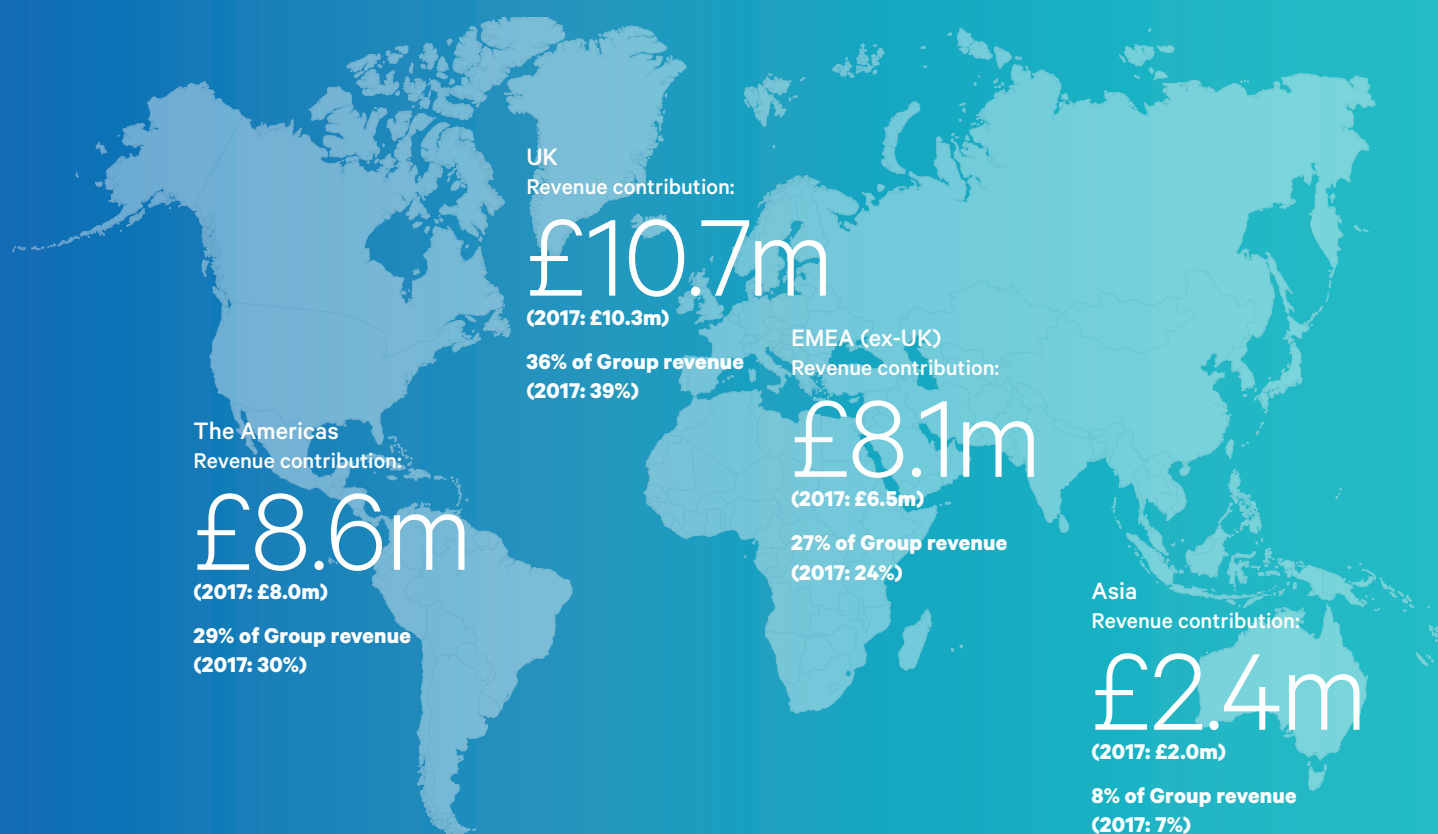 UK
Revenue contribution:
£10.7m
(2017: £10.3m)
36% of Group revenue
(2017: 39%)
EMEA (ex-UK)
Revenue contribution:
£8.1m
(2017: £6.5m)
27% of Group revenue
(2017: 24%)
The Americas
Revenue contribution:
£8.6m
(2017: £8.0m)
29% of Group revenue
(2017: 30%)
Asia
Revenue contribution:
£2.4m
(2017: £2.0m)
8% of Group revenue
(2017: 7%)